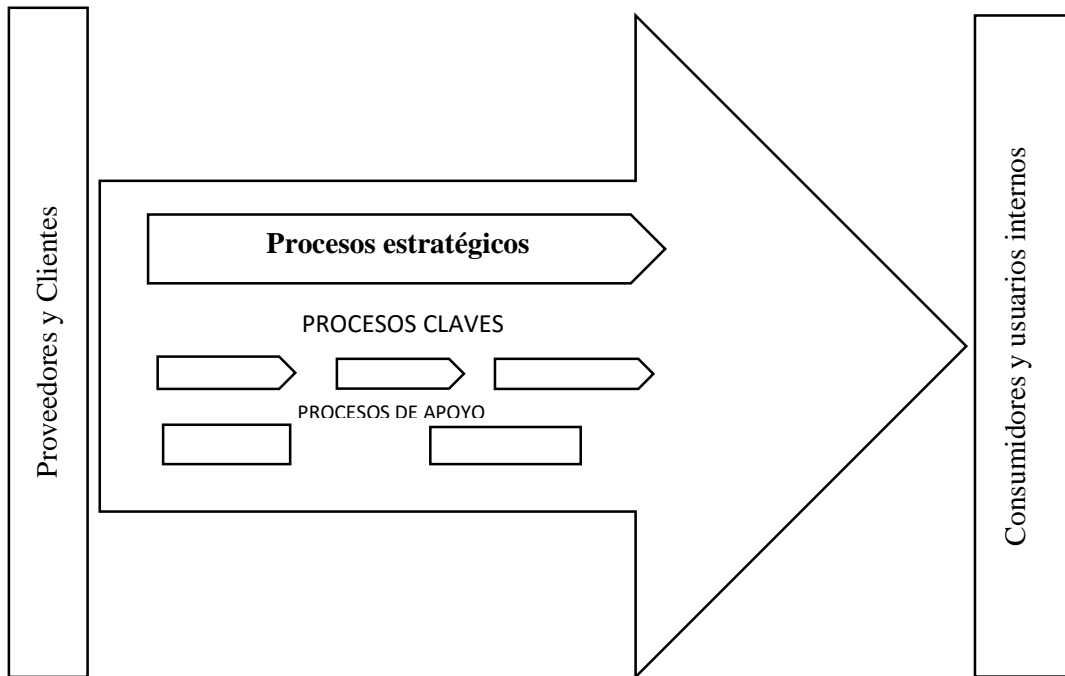 Proveedores y Clientes
Procesos estratégicos
PROCESOS CLAVES
PROCESOS DE APOYO
Consumidores y usuarios internos